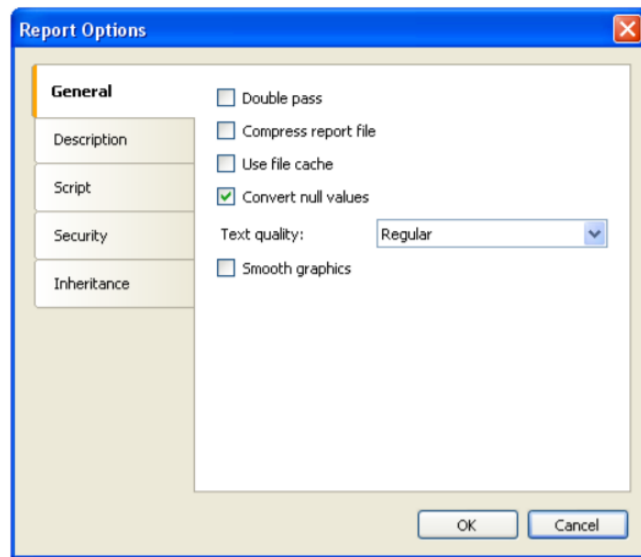 Report Options
General
Description
Script
Security
Inheritance
Double pass
Compress report file
Use file cache
Convert null values
Text quality: Regular
Smooth graphics
OK Cancel